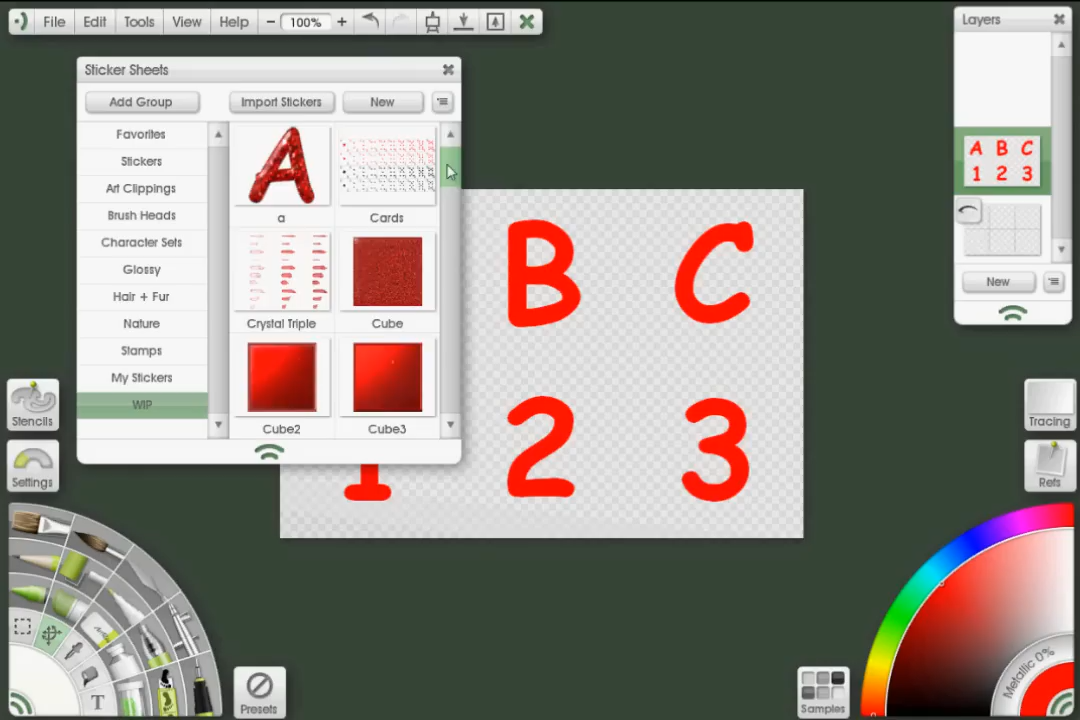 File Edit Tools View Help − 100% +
Layers
Sticker Sheets
Add Group Import Stickers New
Favorites
Stickers
Art Clippings
Brush Heads
Character Sets
Glossy
Hair + Fur
Nature
Stamps
My Stickers
WIP
A
a Cards
Crystal Triple Cube
Cube2 Cube3
B C
1 2 3
A B C
1 2 3
New
Stencils
Settings
Tracing
Refs
T
Presets
Samples
Metallic 0%